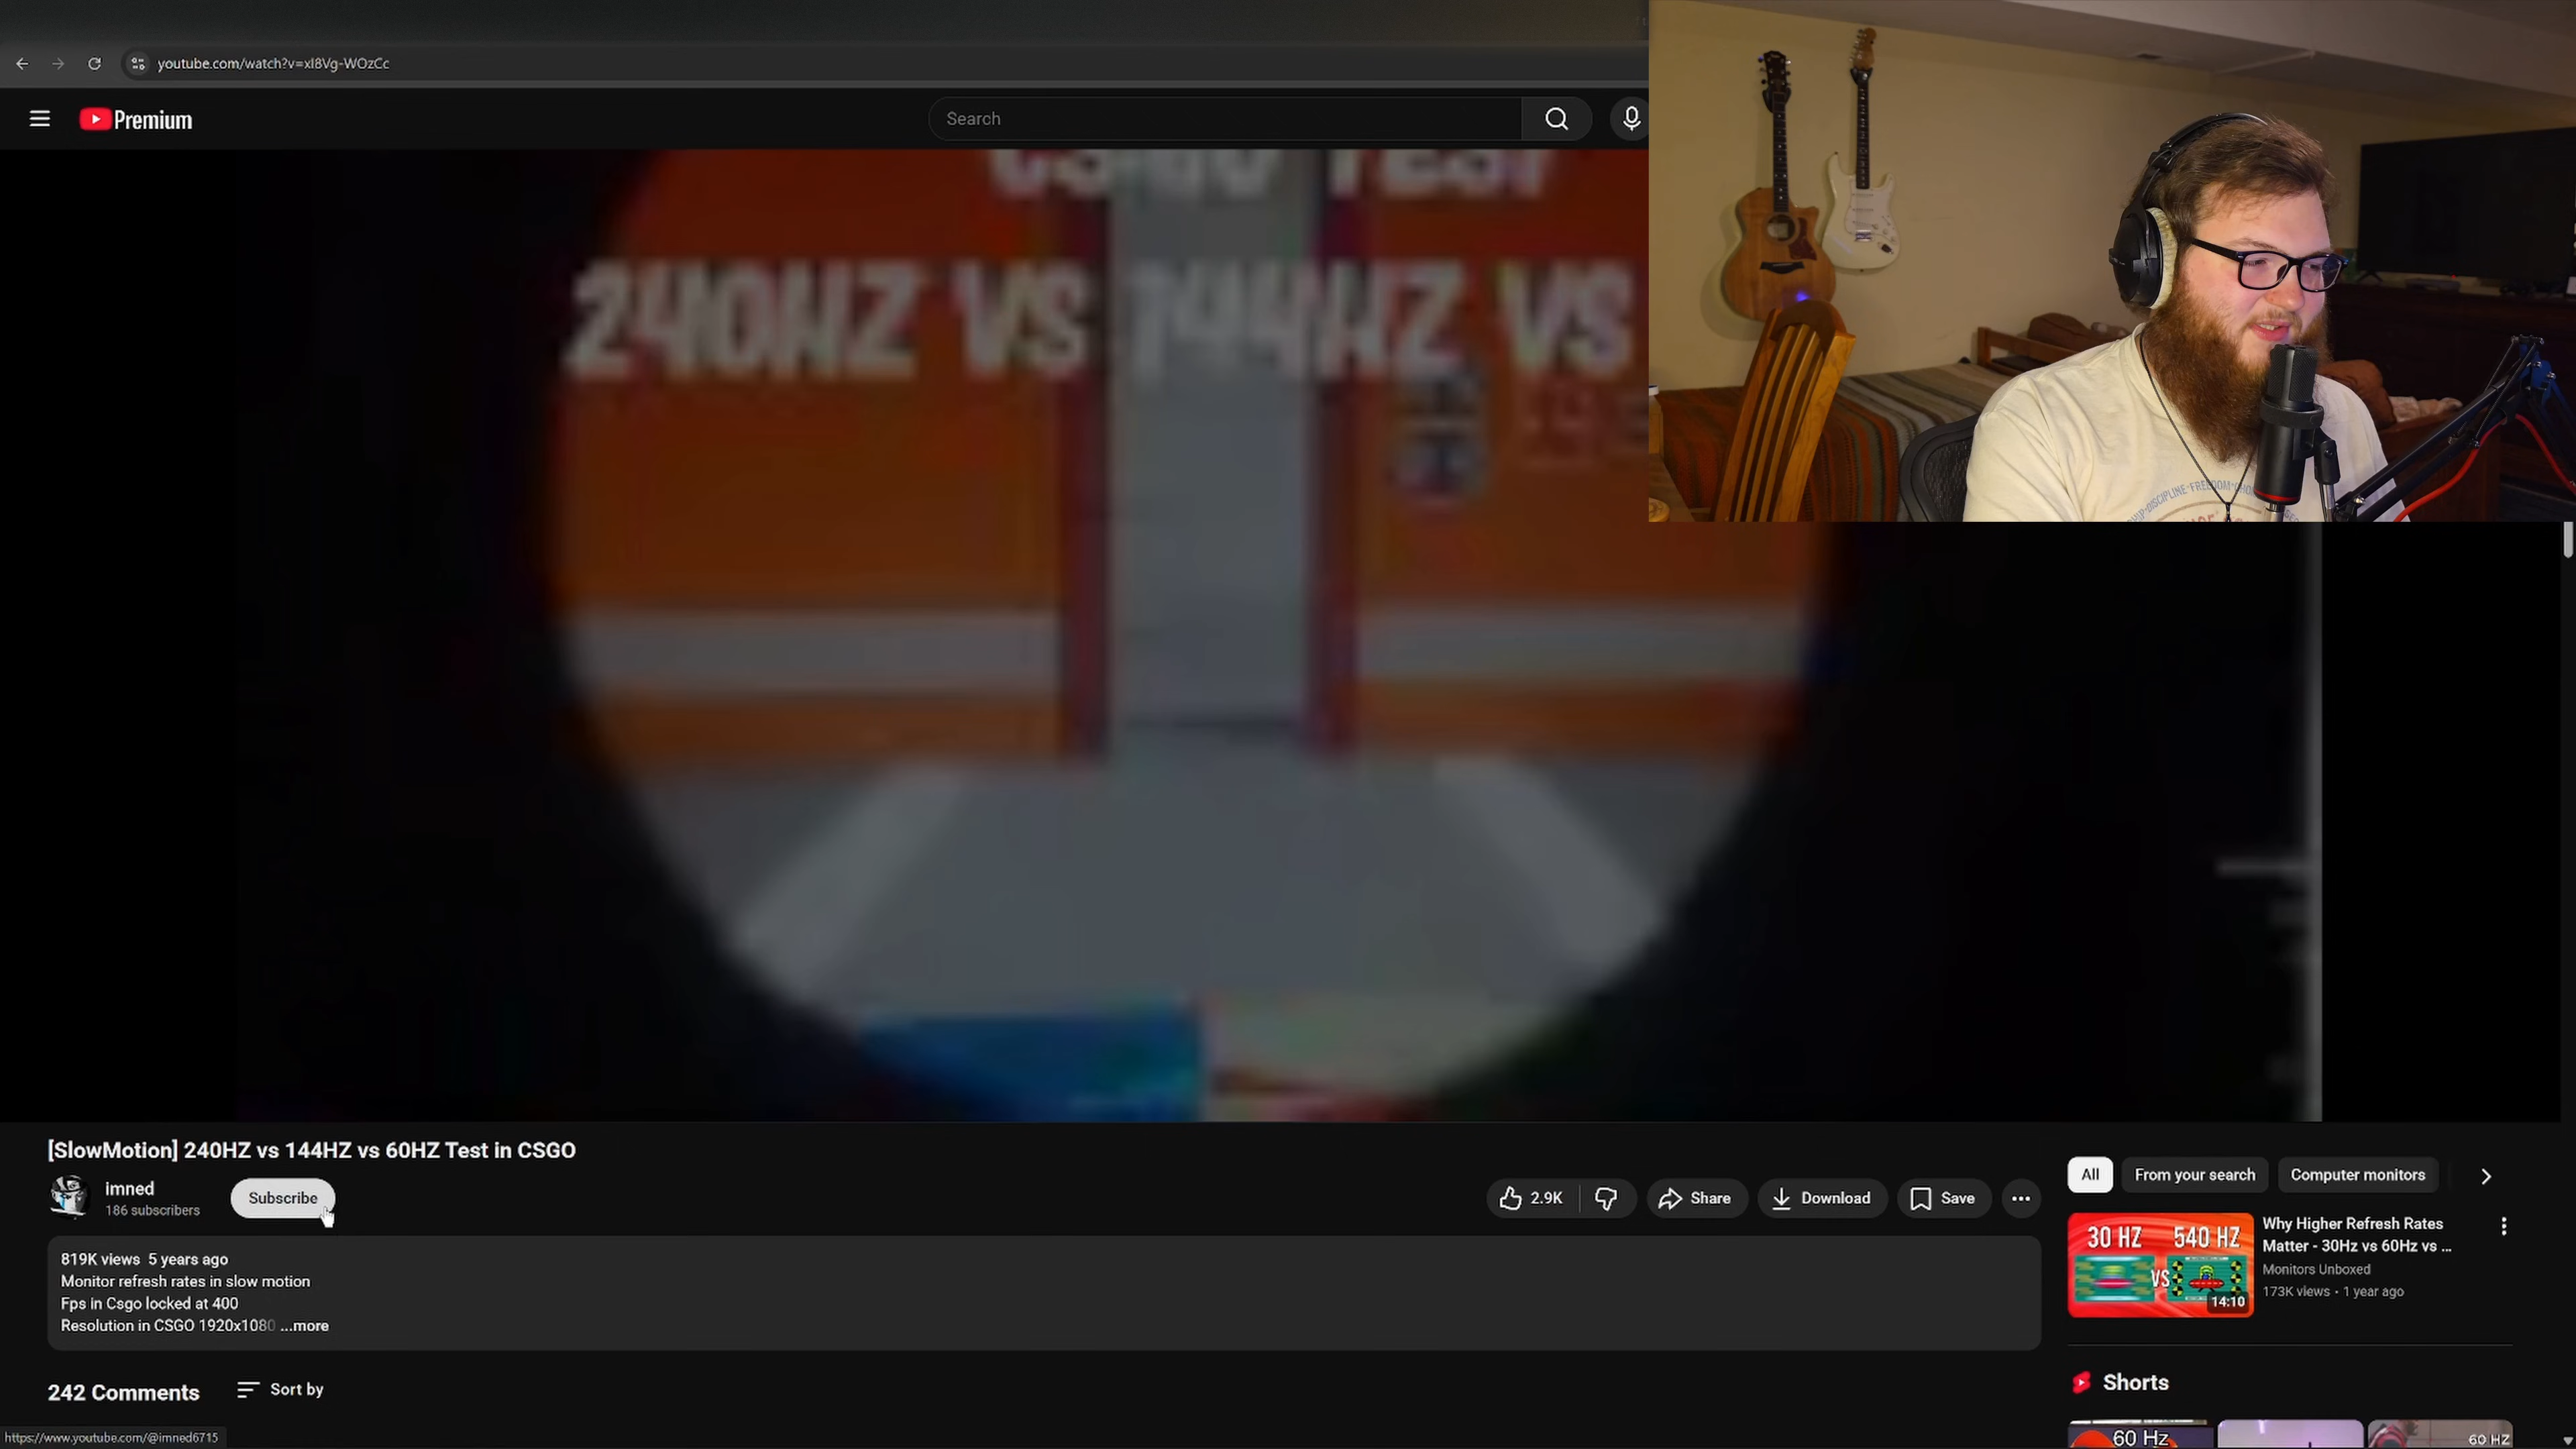 youtube.com/watch?v=xI8Vg-WOzCc
Premium
Search
240HZ VS 144HZ VS
[SlowMotion] 240HZ vs 144HZ vs 60HZ Test in CSGO
imned
186 subscribers
Subscribe
2.9K
Share
Download
Save
819K views 5 years ago
Monitor refresh rates in slow motion
Fps in Csgo locked at 400
Resolution in CSGO 1920x1080 ...more
242 Comments
Sort by
https://www.youtube.com/@imned6715
All
From your search
Computer monitors
30 HZ
540 HZ
VS
14:10
Why Higher Refresh Rates
Matter - 30Hz vs 60Hz vs ...
Monitors Unboxed
173K views • 1 year ago
Shorts
60 Hz
60 HZ